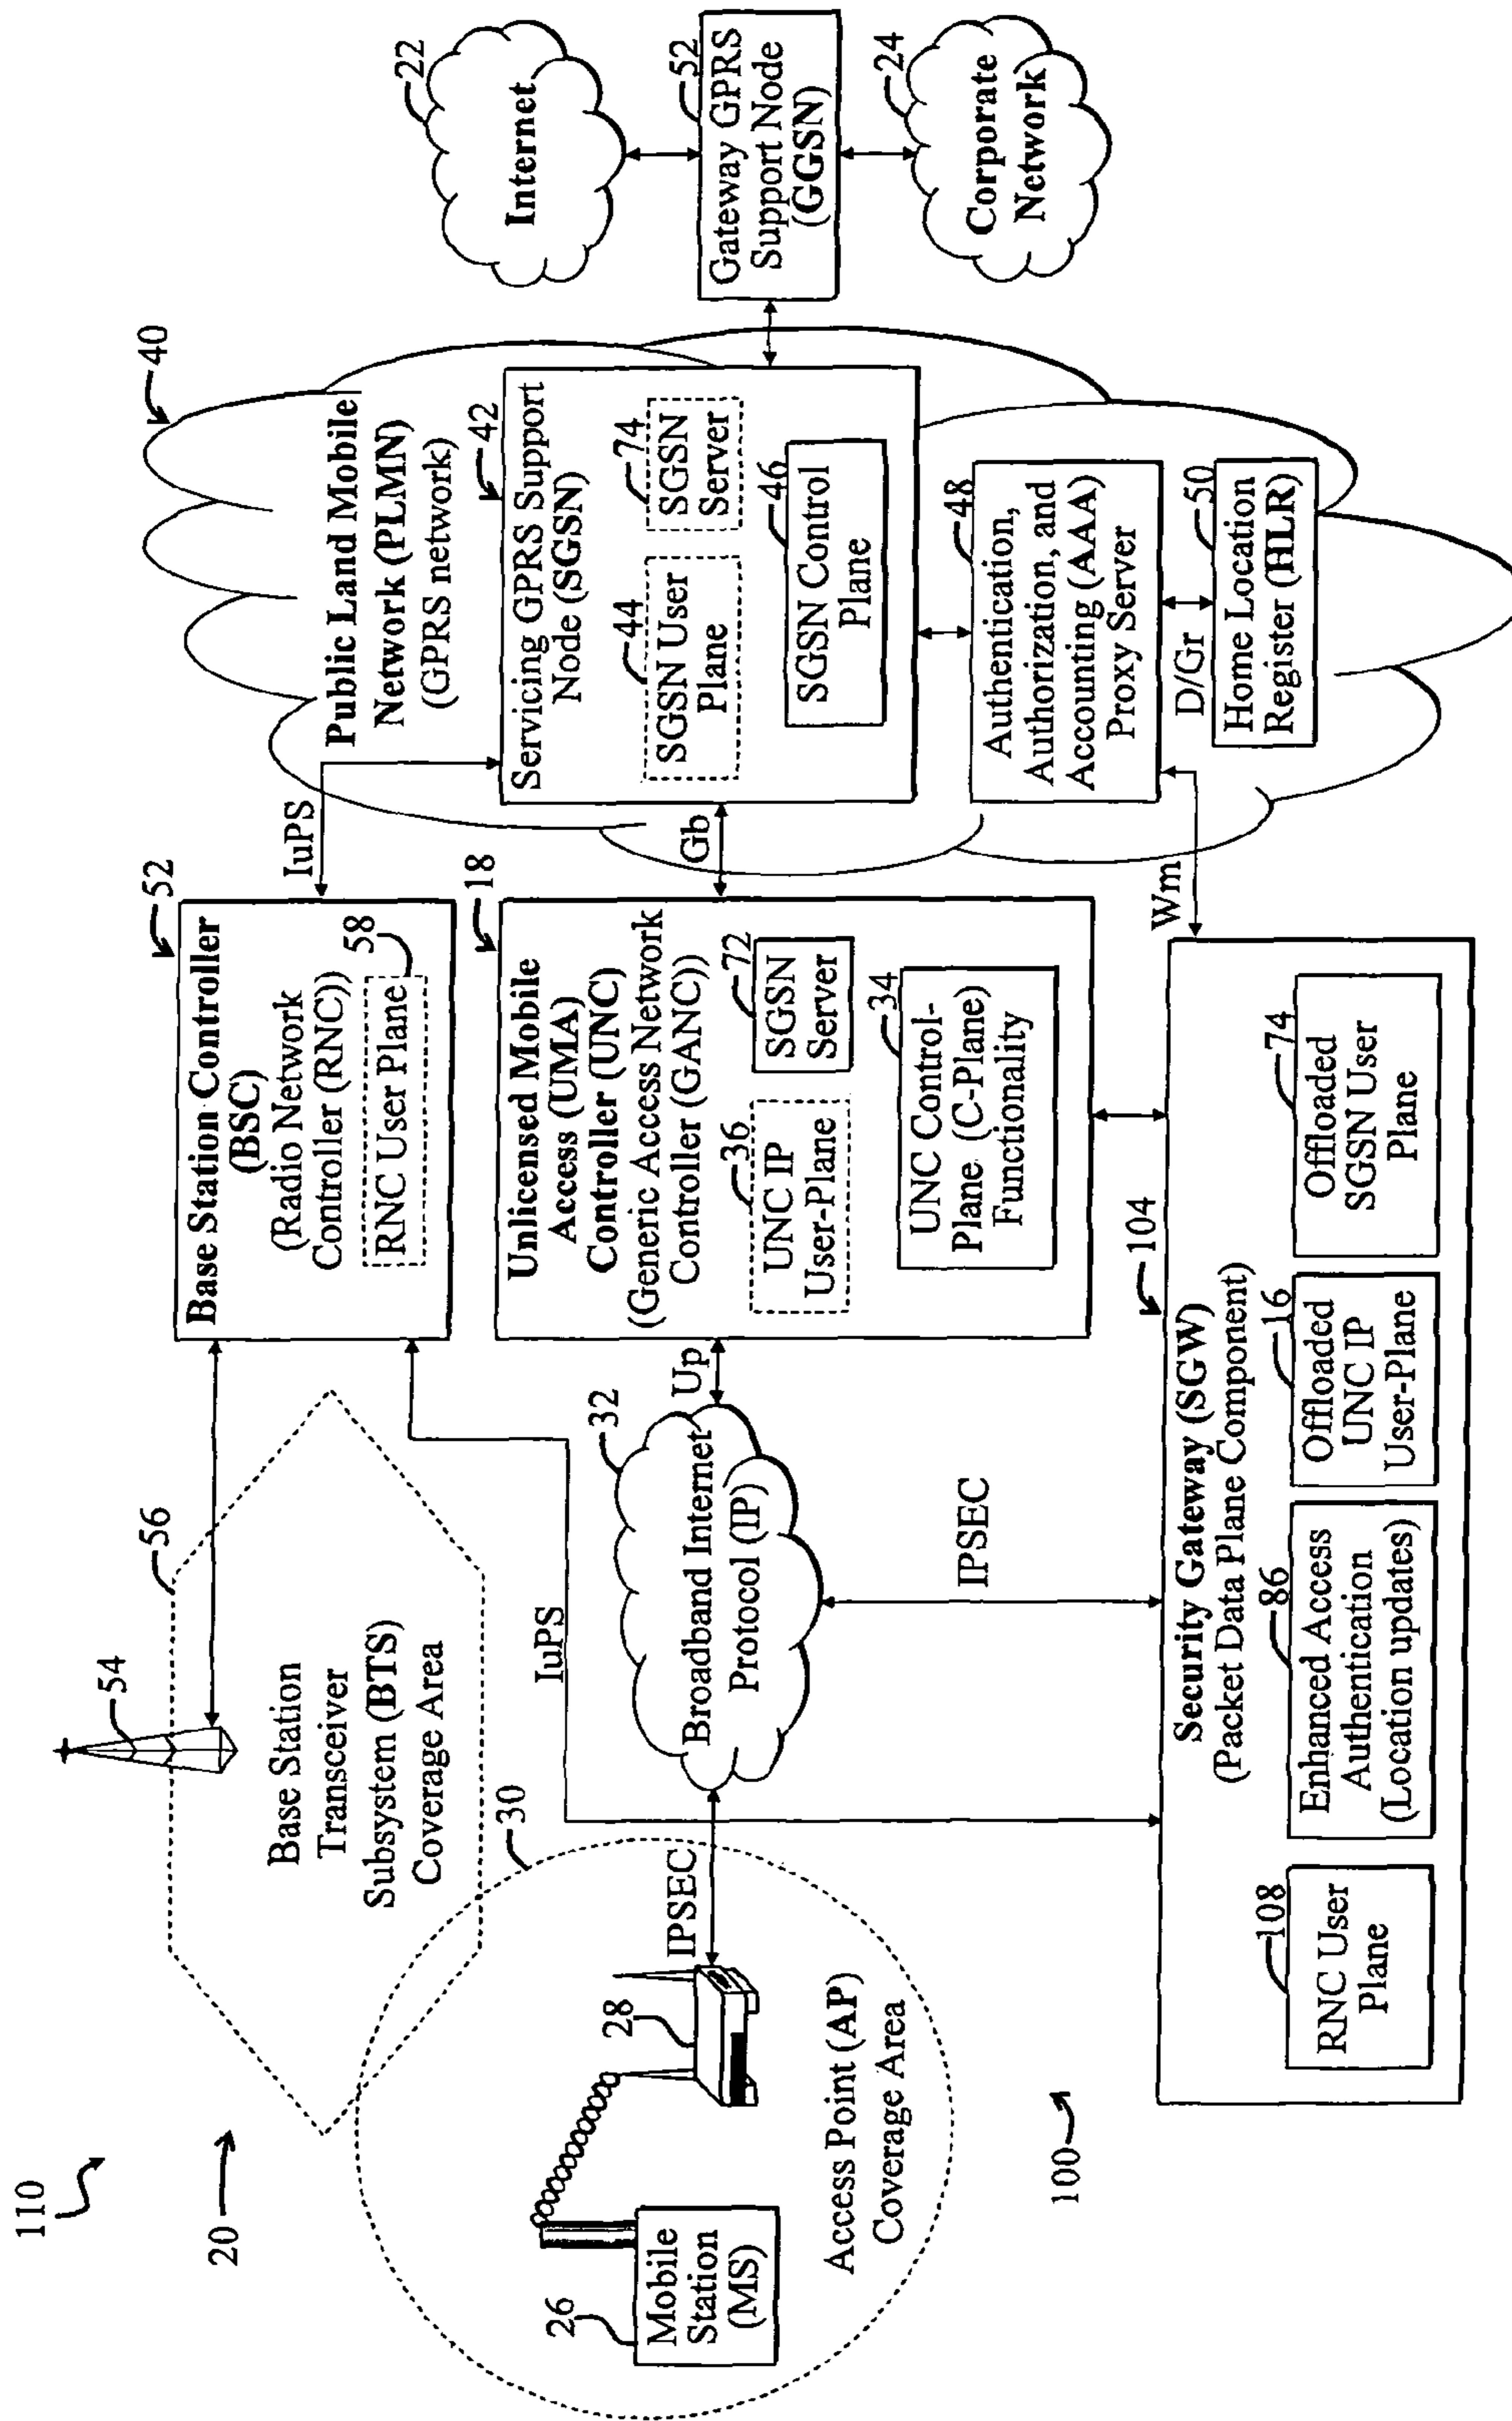 110
20
54
56
Base Station
Transceiver
Subsystem (BTS)
Coverage Area
30
26
Mobile
Station
(MS)
28
Access Point (AP)
Coverage Area
100
IPSEC
32
Broadband Internet
Protocol (IP)
Up
IPSEC
IuPS
52
Base Station Controller
(BSC)
(Radio Network
Controller (RNC))
58
RNC User Plane
IuPS
18
Unlicensed Mobile
Access (UMA)
Controller (UNC)
(Generic Access Network
Controller (GANC))
36
UNC IP
User-Plane
72
SGSN
Server
34
UNC Control-
Plane (C-Plane)
Functionality
Gb
40
Public Land Mobile
Network (PLMN)
(GPRS network)
42
Servicing GPRS Support
Node (SGSN)
44
SGSN User
Plane
74
SGSN
Server
46
SGSN Control
Plane
48
Authentication,
Authorization, and
Accounting (AAA)
Proxy Server
D/Gr
50
Home Location
Register (HLR)
Wm
22
Internet
52
Gateway GPRS
Support Node
(GGSN)
24
Corporate
Network
104
Security Gateway (SGW)
(Packet Data Plane Component)
108
RNC User
Plane
86
Enhanced Access
Authentication
(Location updates)
16
Offloaded
UNC IP
User-Plane
74
Offloaded
SGSN User
Plane